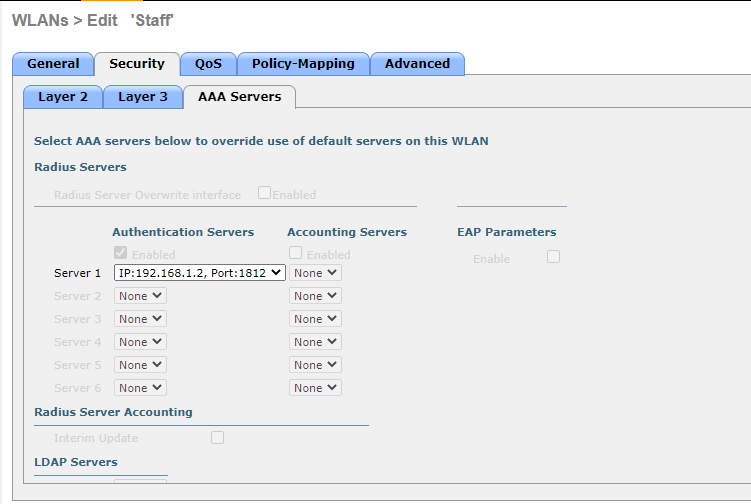 WLANs > Edit 'Staff'
General Security QoS Policy-Mapping Advanced
Layer 2 Layer 3 AAA Servers
Select AAA servers below to override use of default servers on this WLAN
Radius Servers
Radius Server Overwrite interface Enabled
Authentication Servers Accounting Servers EAP Parameters
Enabled Enabled Enable
Server 1 IP:192.168.1.2, Port:1812 None
Server 2 None None
Server 3 None None
Server 4 None None
Server 5 None None
Server 6 None None
Radius Server Accounting
Interim Update
LDAP Servers